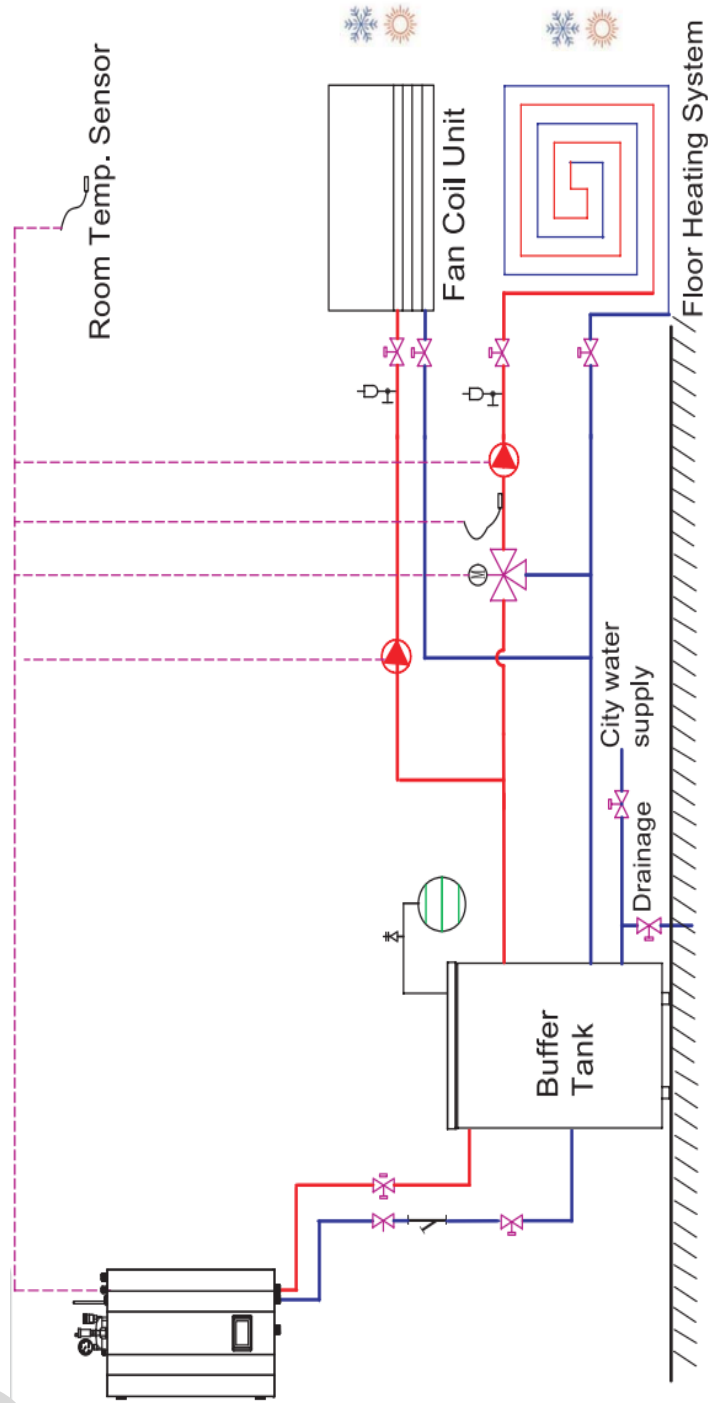 Room Temp. Sensor
Fan Coil Unit
Floor Heating System
City water
supply
Drainage
Buffer
Tank